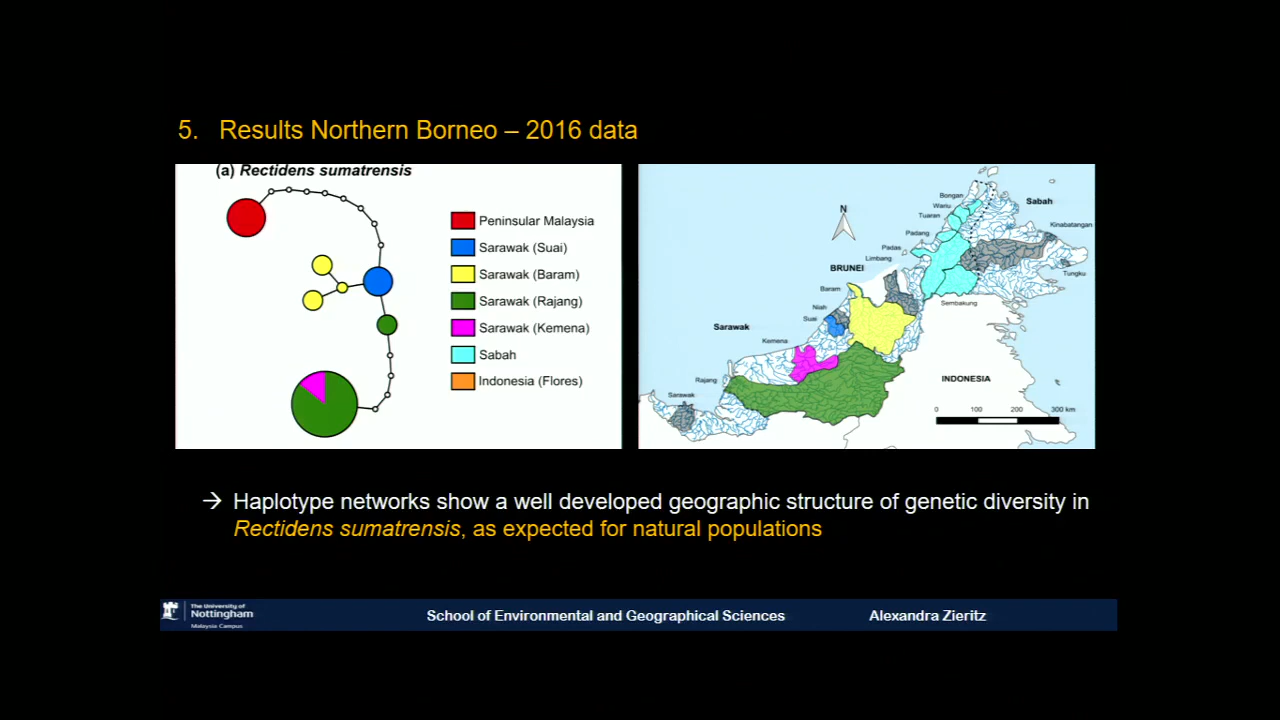 5. Results Northern Borneo – 2016 data
(a) Rectidens sumatrensis
Peninsular Malaysia
Sarawak (Suai)
Sarawak (Baram)
Sarawak (Rajang)
Sarawak (Kemena)
Sabah
Indonesia (Flores)
N
Bongan
Wariu
Tuaran
Sabah
Kinabatangan
Padang
Padas
Limbang
BRUNEI
Tungku
Baram
Sembakung
Niah
Suai
Sarawak
Kemena
Rajang
INDONESIA
Sarawak
0 100 200 300 km
→ Haplotype networks show a well developed geographic structure of genetic diversity in
Rectidens sumatrensis, as expected for natural populations
The University of
Nottingham
Malaysia Campus
School of Environmental and Geographical Sciences
Alexandra Zieritz